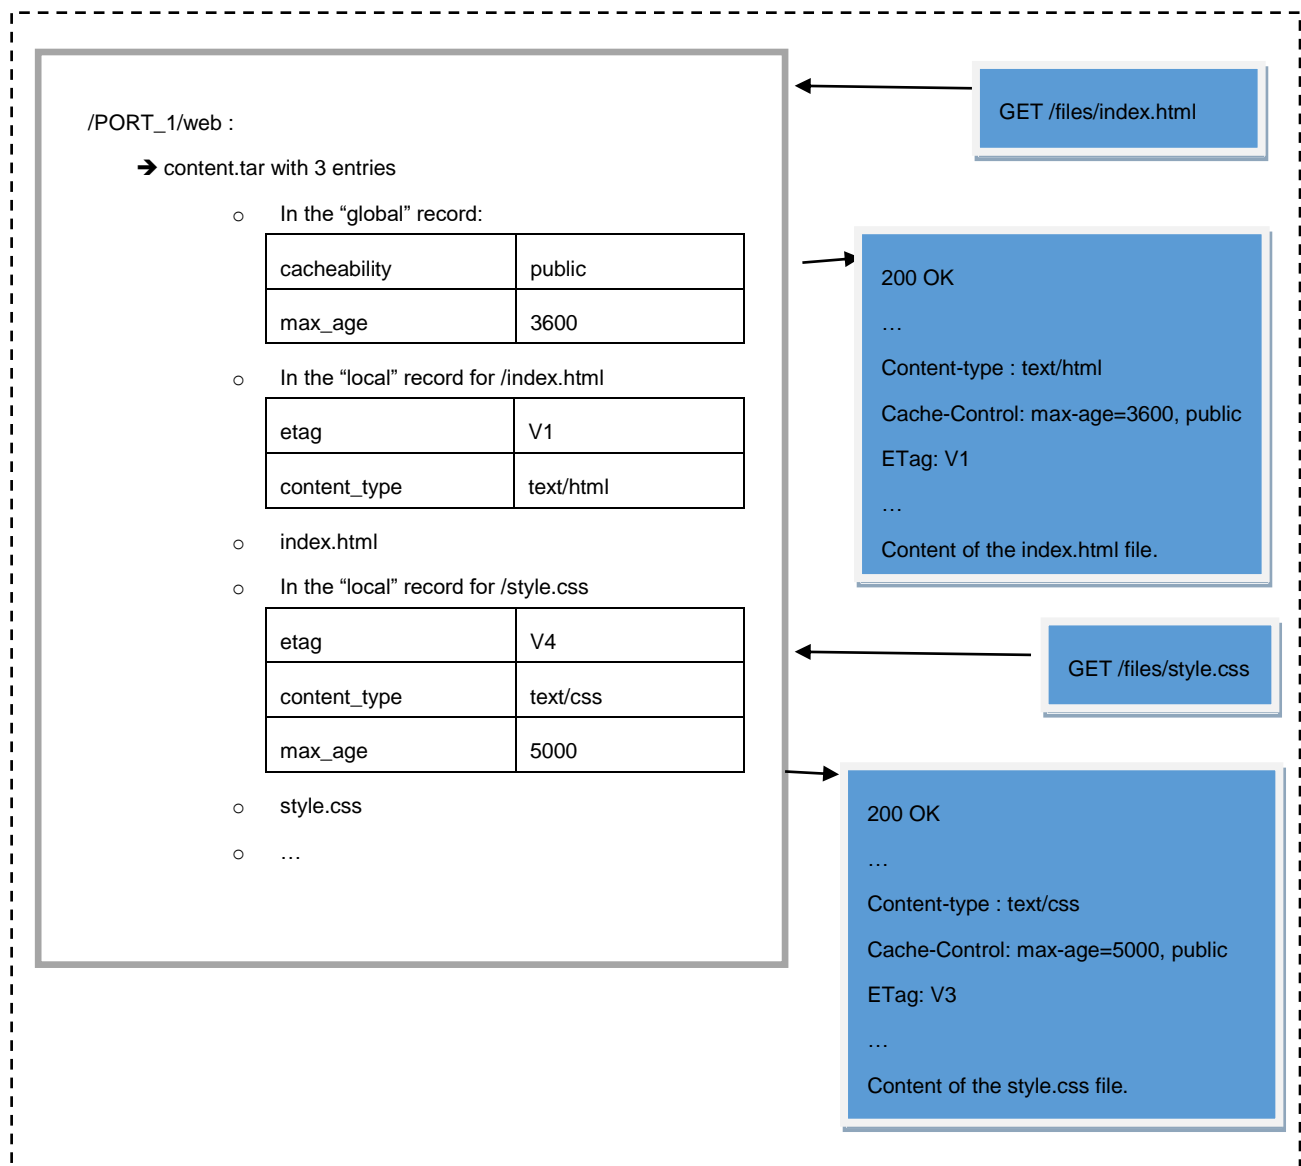 /PORT_1/web :
➔ content.tar with 3 entries
o In the “global” record:
cacheability public
max_age 3600
o In the “local” record for /index.html
etag V1
content_type text/html
o index.html
o In the “local” record for /style.css
etag V4
content_type text/css
max_age 5000
o style.css
o …
GET /files/index.html
200 OK
…
Content-type : text/html
Cache-Control: max-age=3600, public
ETag: V1
…
Content of the index.html file.
GET /files/style.css
200 OK
…
Content-type : text/css
Cache-Control: max-age=5000, public
ETag: V3
…
Content of the style.css file.